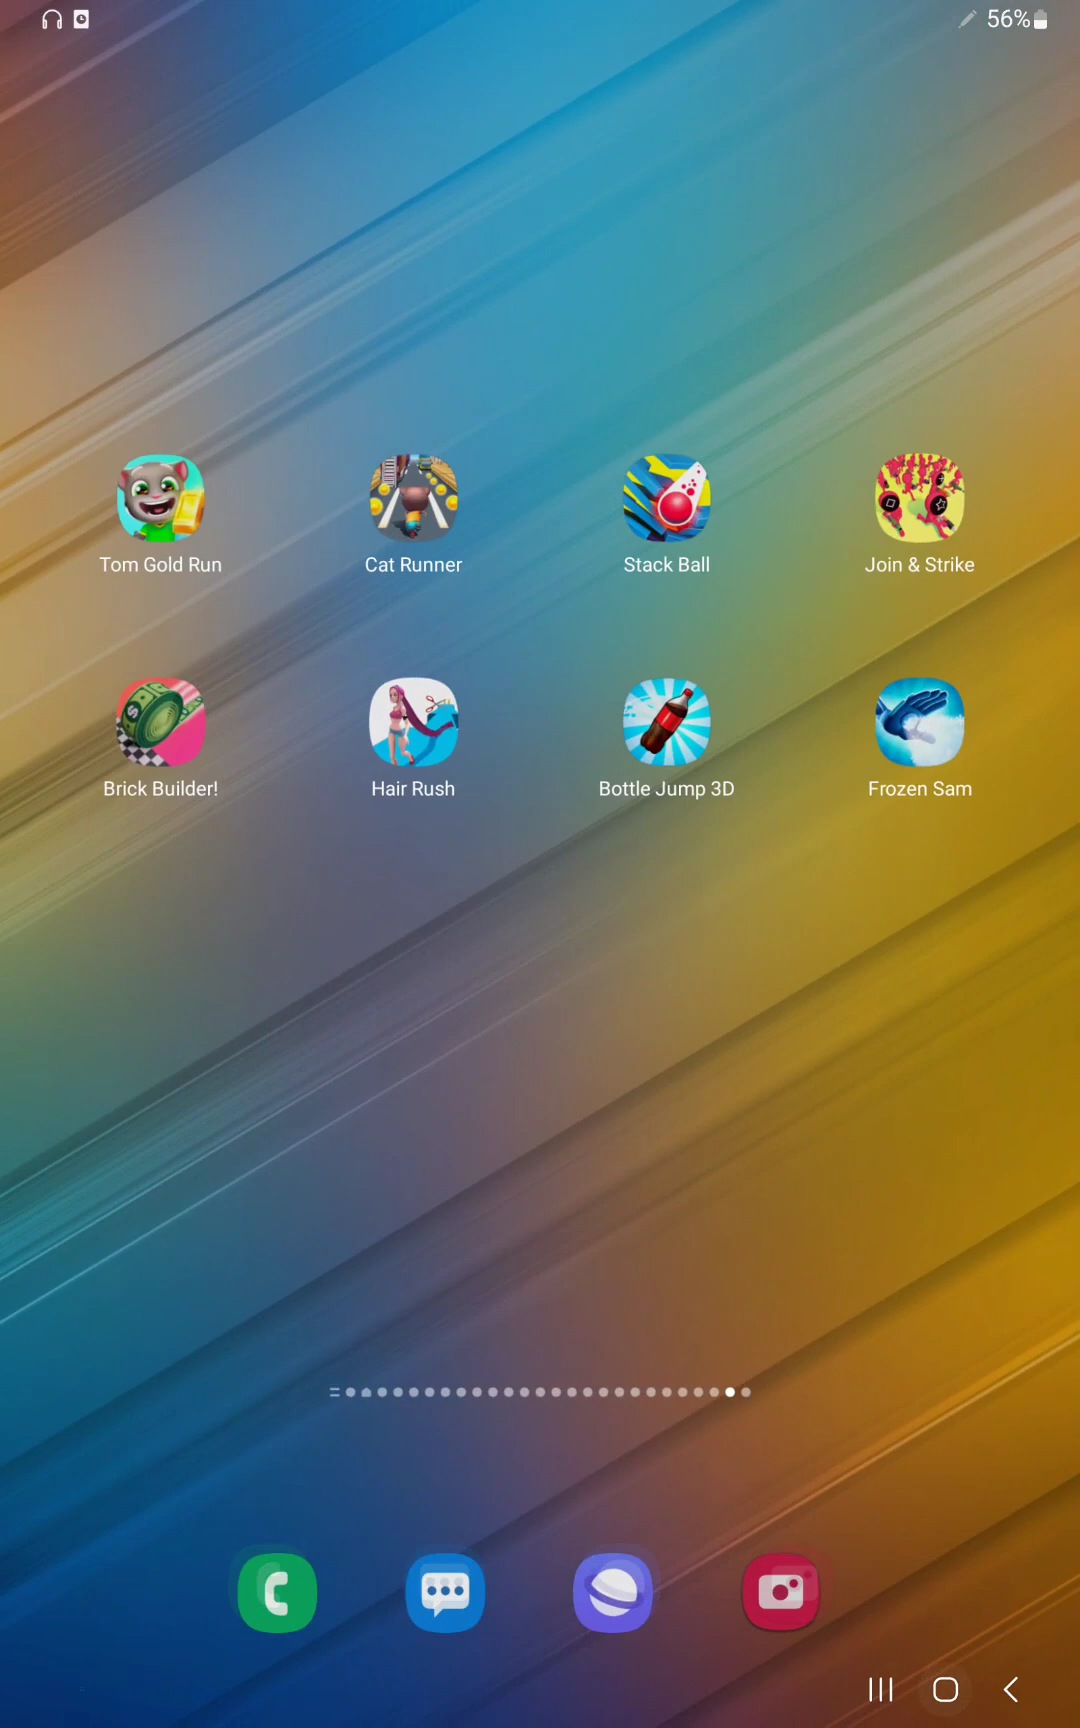 56%
Tom Gold Run
Cat Runner
Stack Ball
Join & Strike
Brick Builder!
Hair Rush
Bottle Jump 3D
Frozen Sam